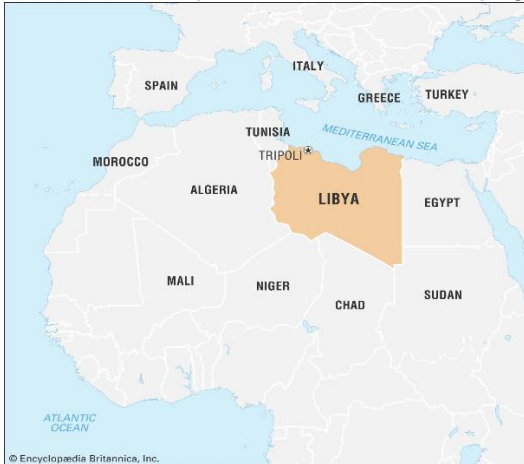 ITALY
SPAIN
GREECE
TURKEY
TUNISIA
MEDITERRANEAN SEA
TRIPOLI
MOROCCO
ALGERIA
LIBYA
EGYPT
MALI
NIGER
CHAD
SUDAN
ATLANTIC
OCEAN
© Encyclopædia Britannica, Inc.